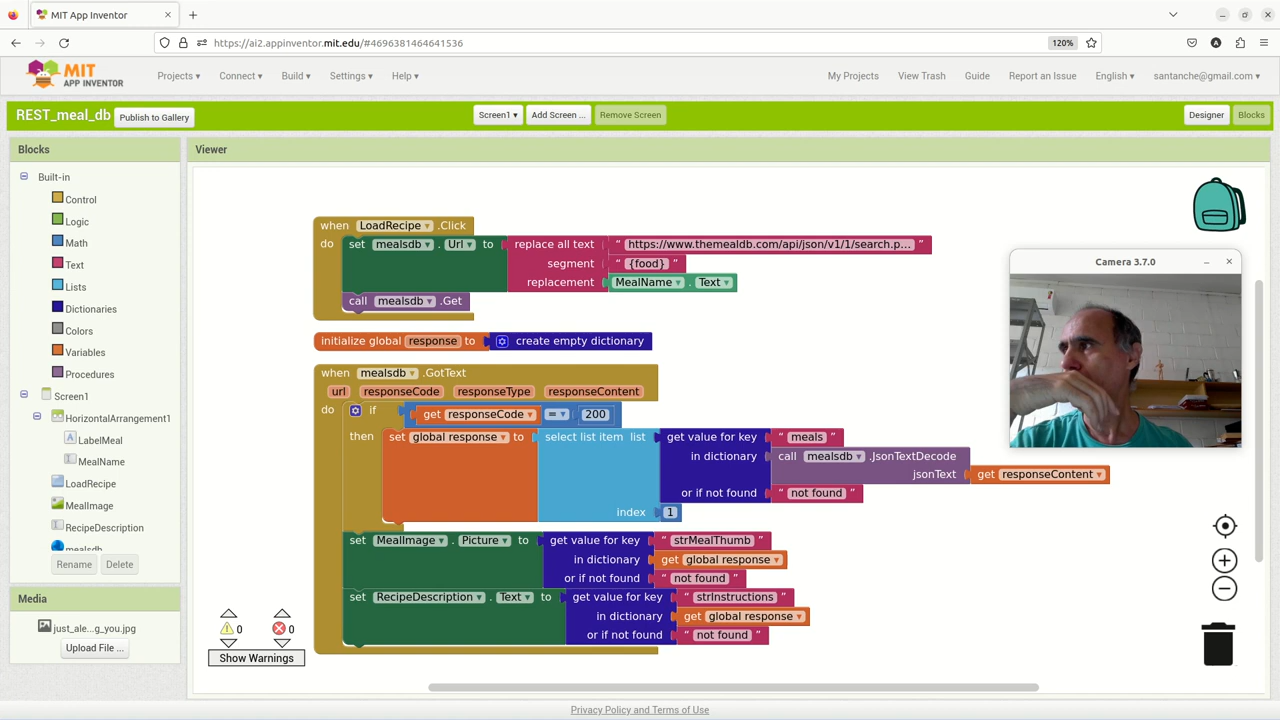 MIT App Inventor
https://ai2.appinventor.mit.edu/#4696381464641536
120%
MIT
APP INVENTOR
Projects
Connect
Build
Settings
Help
My Projects
View Trash
Guide
Report an Issue
English
santanche@gmail.com
REST_meal_db
Publish to Gallery
Screen1
Add Screen ...
Remove Screen
Designer
Blocks
Blocks
Viewer
Built-in
Control
Logic
Math
Text
Lists
Dictionaries
Colors
Variables
Procedures
Screen1
HorizontalArrangement1
LabelMeal
MealName
LoadRecipe
MealImage
RecipeDescription
mealsdb
Rename
Delete
Media
just_ale...g_you.jpg
Upload File ...
when LoadRecipe .Click
do set mealsdb . Url to replace all text “ https://www.themealdb.com/api/json/v1/1/search.p... ”
segment “ {food} ”
replacement MealName . Text
call mealsdb .Get
initialize global response to create empty dictionary
when mealsdb .GotText
url responseCode responseType responseContent
do if get responseCode = 200
then set global response to select list item list get value for key “ meals ”
in dictionary call mealsdb .JsonTextDecode
jsonText get responseContent
or if not found “ not found ”
index 1
set MealImage . Picture to get value for key “ strMealThumb ”
in dictionary get global response
or if not found “ not found ”
set RecipeDescription . Text to get value for key “ strInstructions ”
in dictionary get global response
or if not found “ not found ”
0
0
Show Warnings
Camera 3.7.0
Privacy Policy and Terms of Use